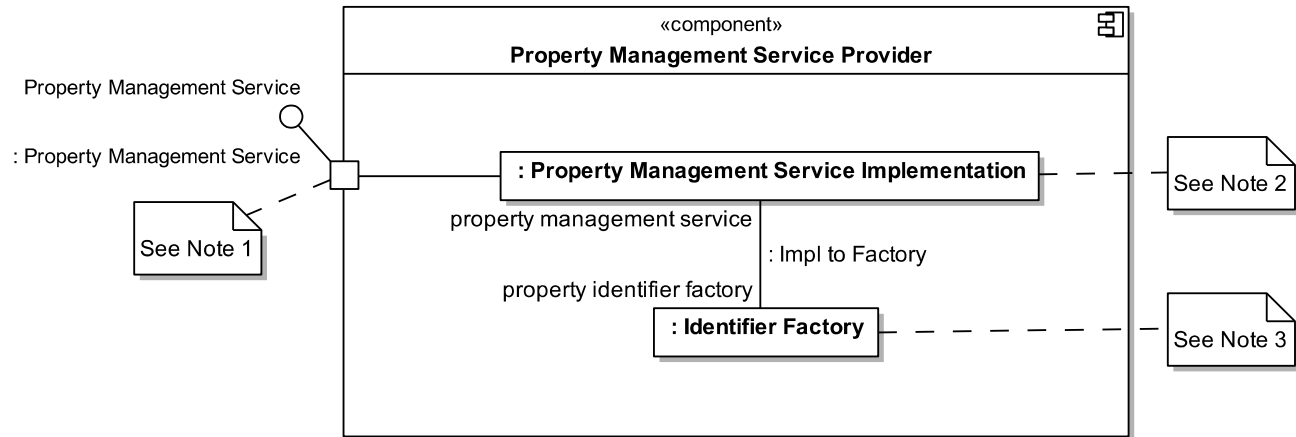 «component»
Property Management Service Provider
Property Management Service
: Property Management Service
: Property Management Service Implementation
See Note 2
property management service
See Note 1
: Impl to Factory
property identifier factory
: Identifier Factory
See Note 3